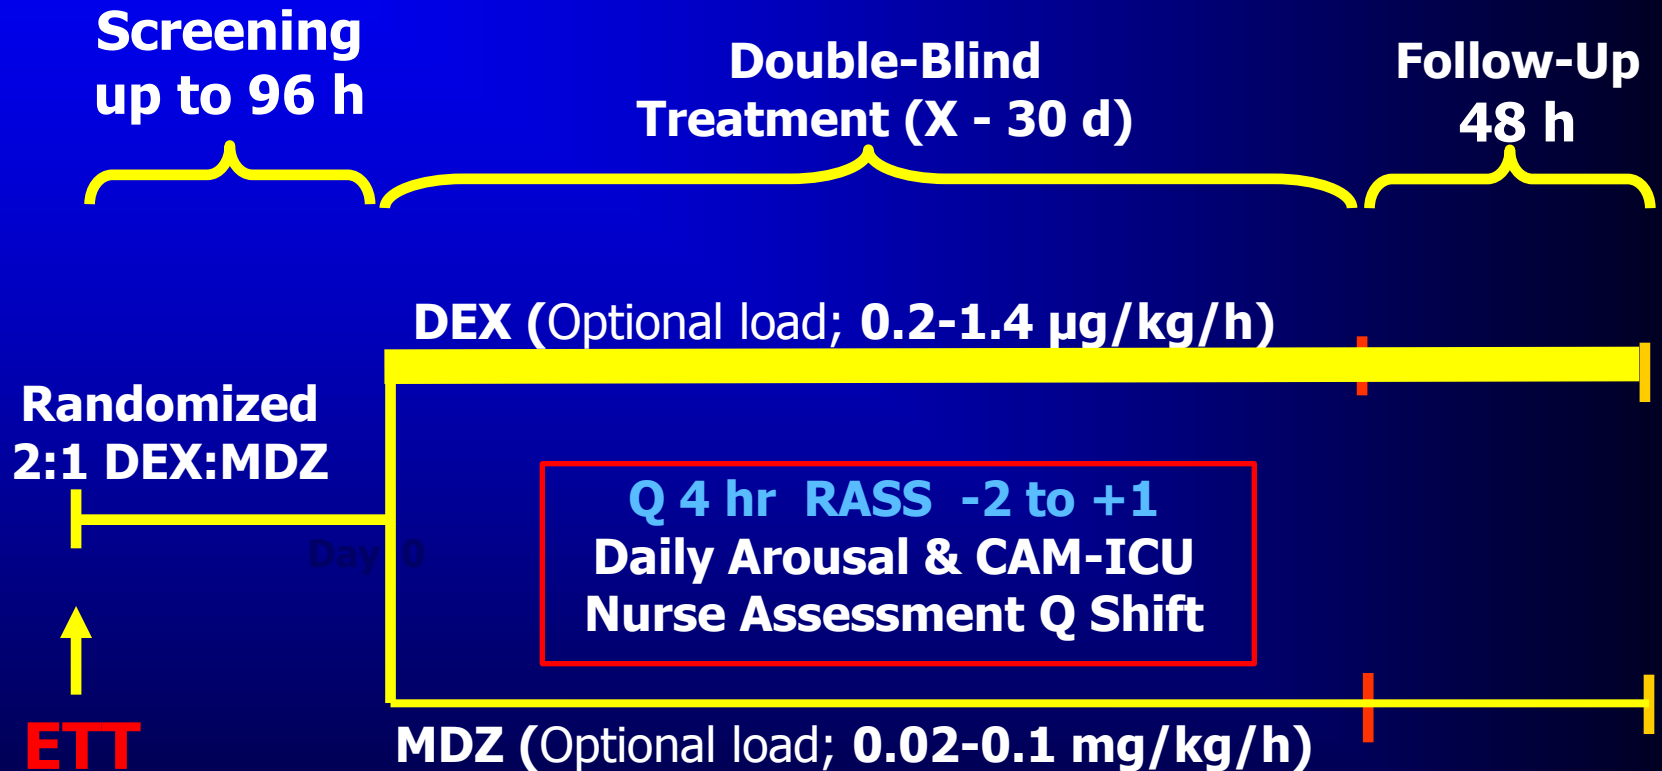 Screening
up to 96 h
Double-Blind
Treatment (X - 30 d)
Follow-Up
48 h
DEX (Optional load; 0.2-1.4 µg/kg/h)
Randomized
2:1 DEX:MDZ
Day 0
Q 4 hr RASS -2 to +1
Daily Arousal & CAM-ICU
Nurse Assessment Q Shift
ETT
MDZ (Optional load; 0.02-0.1 mg/kg/h)